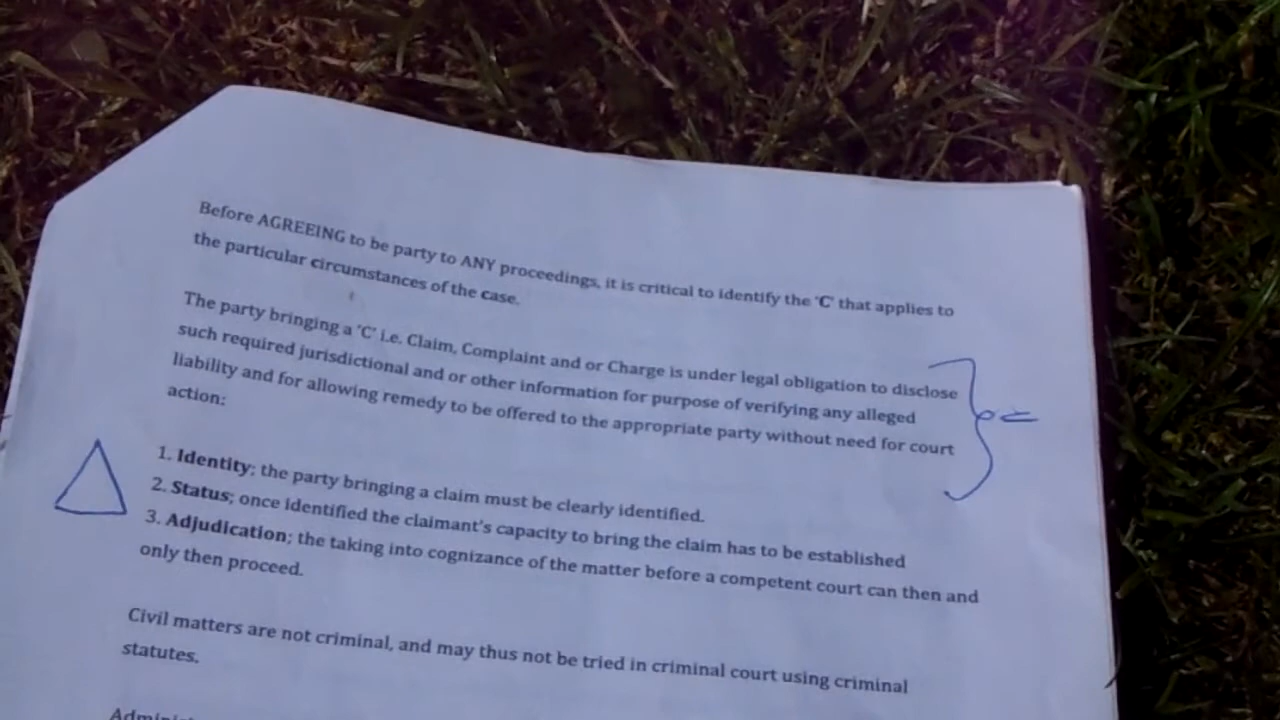 Before AGREEING to be party to ANY proceedings, it is critical to identify the 'C' that applies to
the particular circumstances of the case.
The party bringing a 'C' i.e. Claim, Complaint and or Charge is under legal obligation to disclose
such required jurisdictional and or other information for purpose of verifying any alleged
liability and for allowing remedy to be offered to the appropriate party without need for court
action:
1. Identity; the party bringing a claim must be clearly identified.
2. Status; once identified the claimant's capacity to bring the claim has to be established
3. Adjudication; the taking into cognizance of the matter before a competent court can then and
only then proceed.
Civil matters are not criminal, and may thus not be tried in criminal court using criminal
statutes.